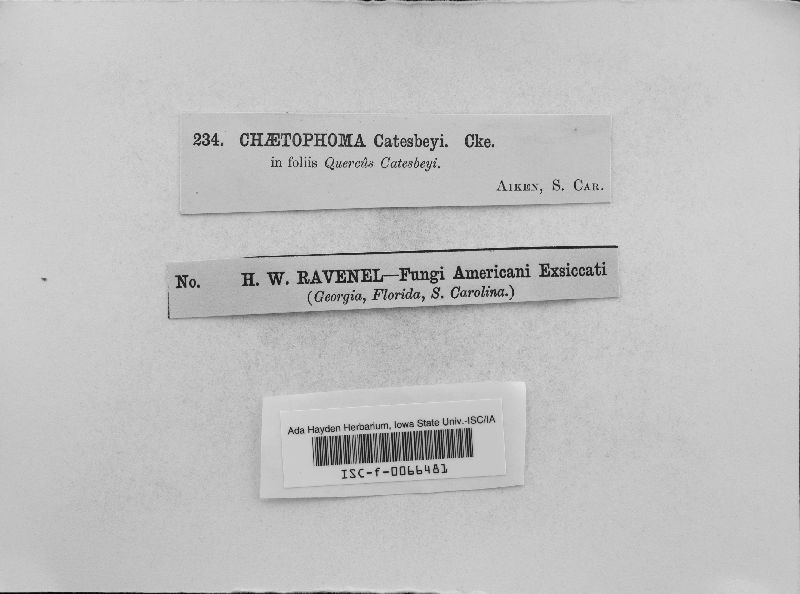 234. CHÆTOPHOMA Catesbeyi. Cke.
in foliis Quercûs Catesbeyi.
AIKEN, S. CAR.
No. H. W. RAVENEL—Fungi Americani Exsiccati
(Georgia, Florida, S. Carolina.)
Ada Hayden Herbarium, Iowa State Univ.-ISC/IA
ISC-f-0066481